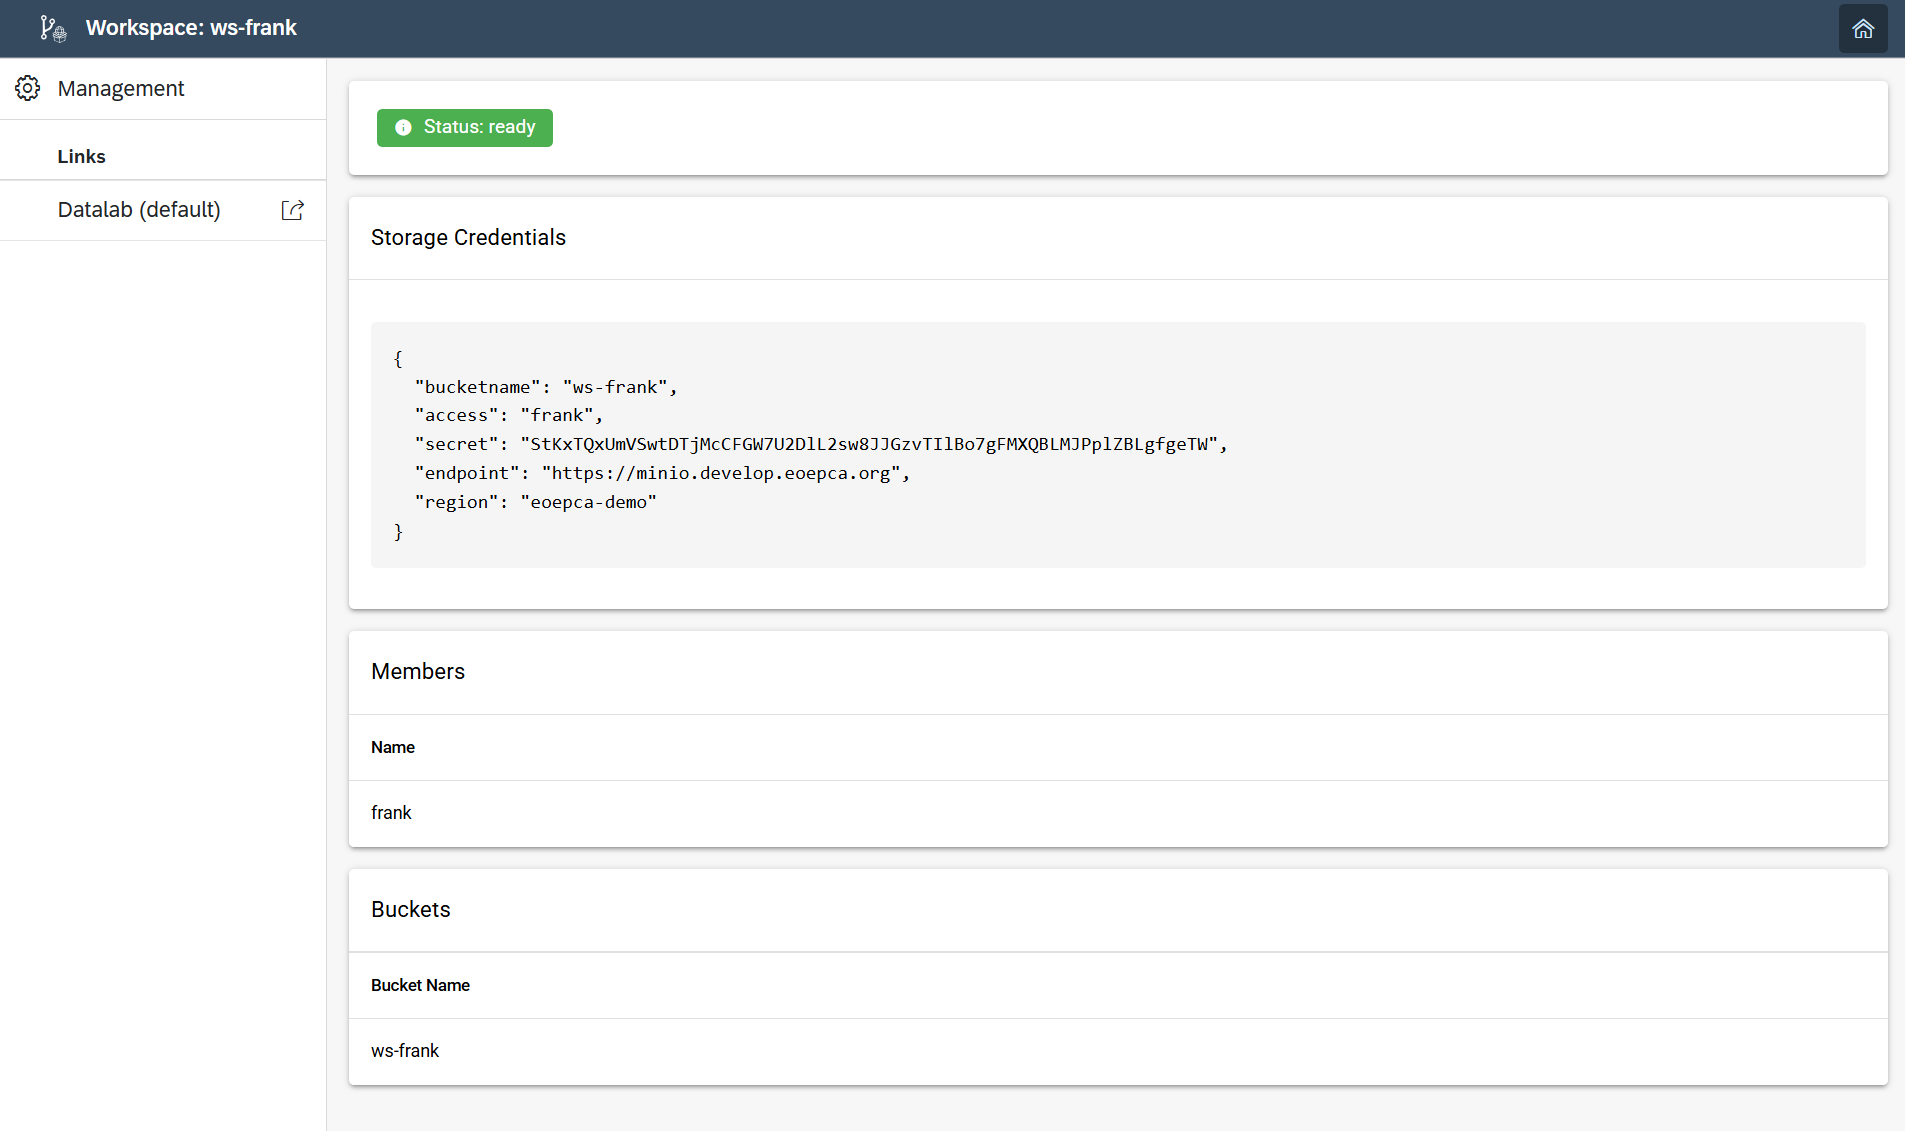 Workspace: ws-frank
Management
Links
Datalab (default)
Status: ready
Storage Credentials
{
"bucketname": "ws-frank",
"access": "frank",
"secret": "StKxTQxUmVSwtDTjMcCFGW7U2DlL2sw8JJGzvTIlBo7gFMXQBLMJPplZBLgfgeTW",
"endpoint": "https://minio.develop.eoepca.org",
"region": "eoepca-demo"
}
Members
Name
frank
Buckets
Bucket Name
ws-frank